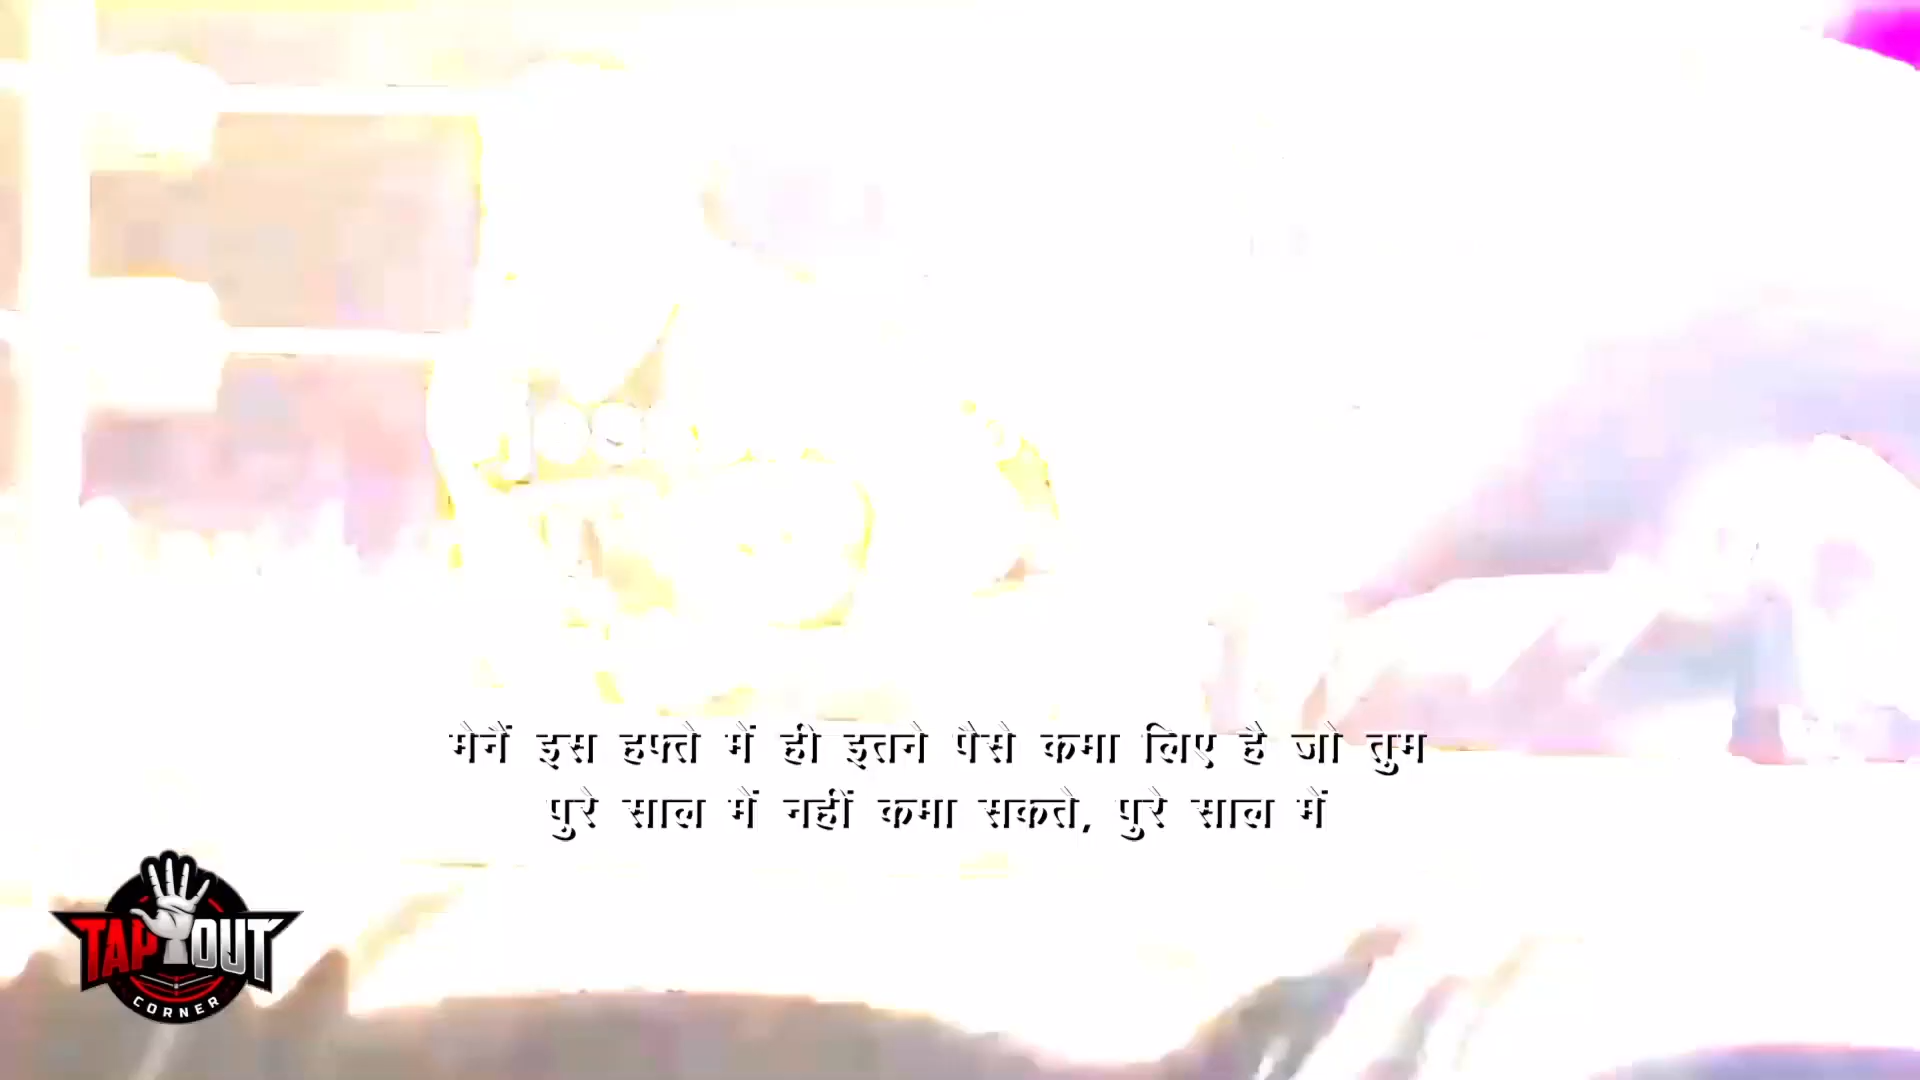 मैनें इस हफ्ते में ही इतने पैसे कमा लिए है जो तुम
पुरे साल में नहीं कमा सकते, पुरे साल में
TAP OUT
CORNER